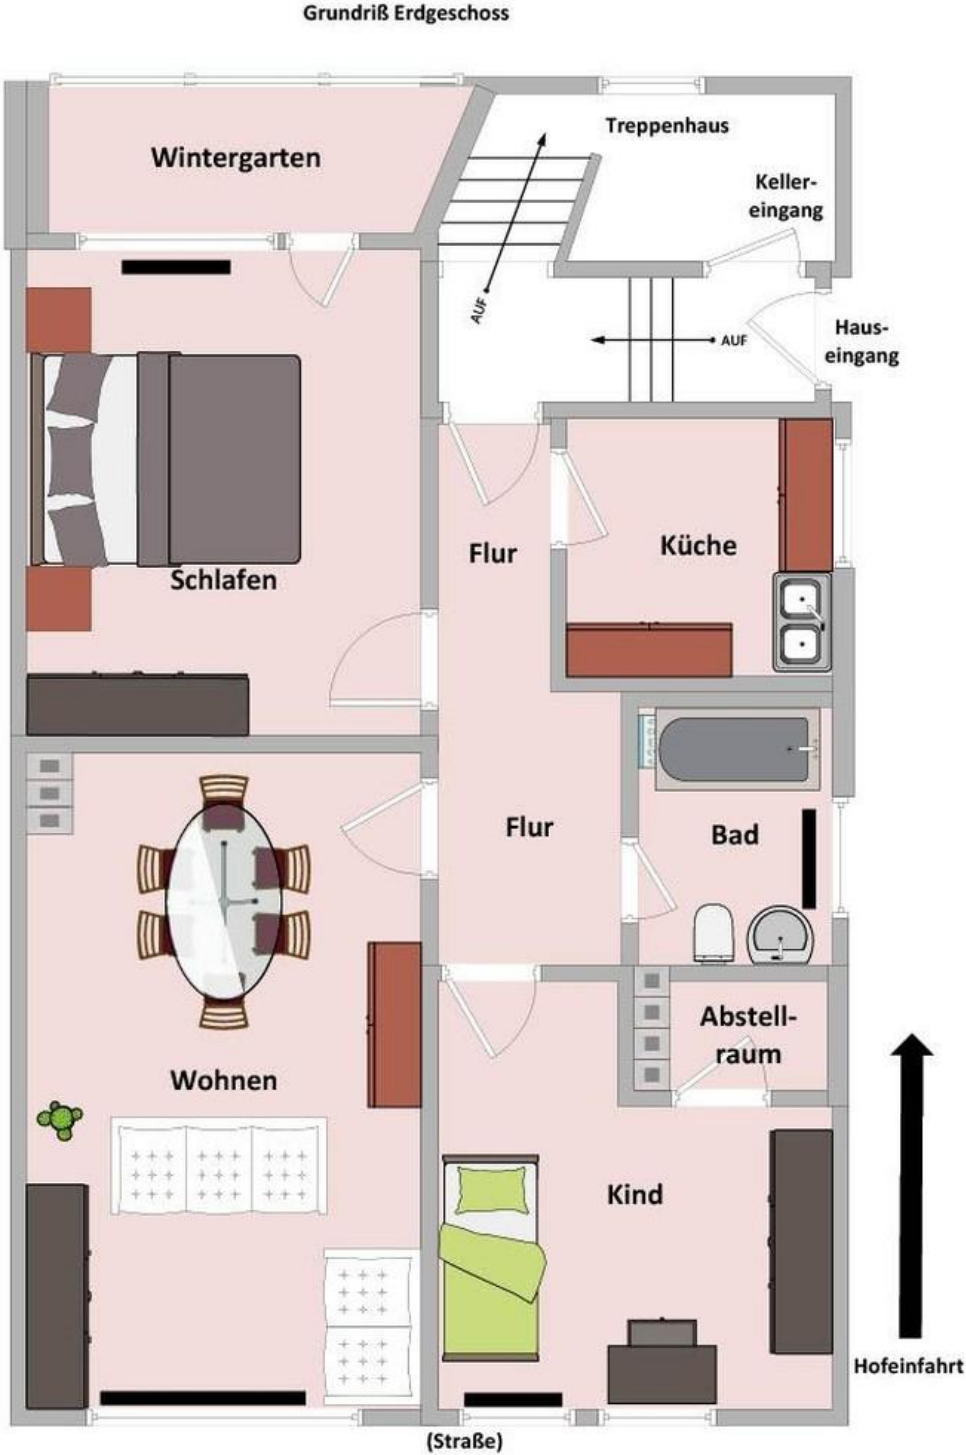 Grundriß Erdgeschoss
Treppenhaus
Wintergarten
Keller-
eingang
AUF
AUF
Haus-
eingang
Schlafen
Flur
Küche
Flur
Bad
Wohnen
Abstell-
raum
Kind
Hofeinfahrt
(Straße)